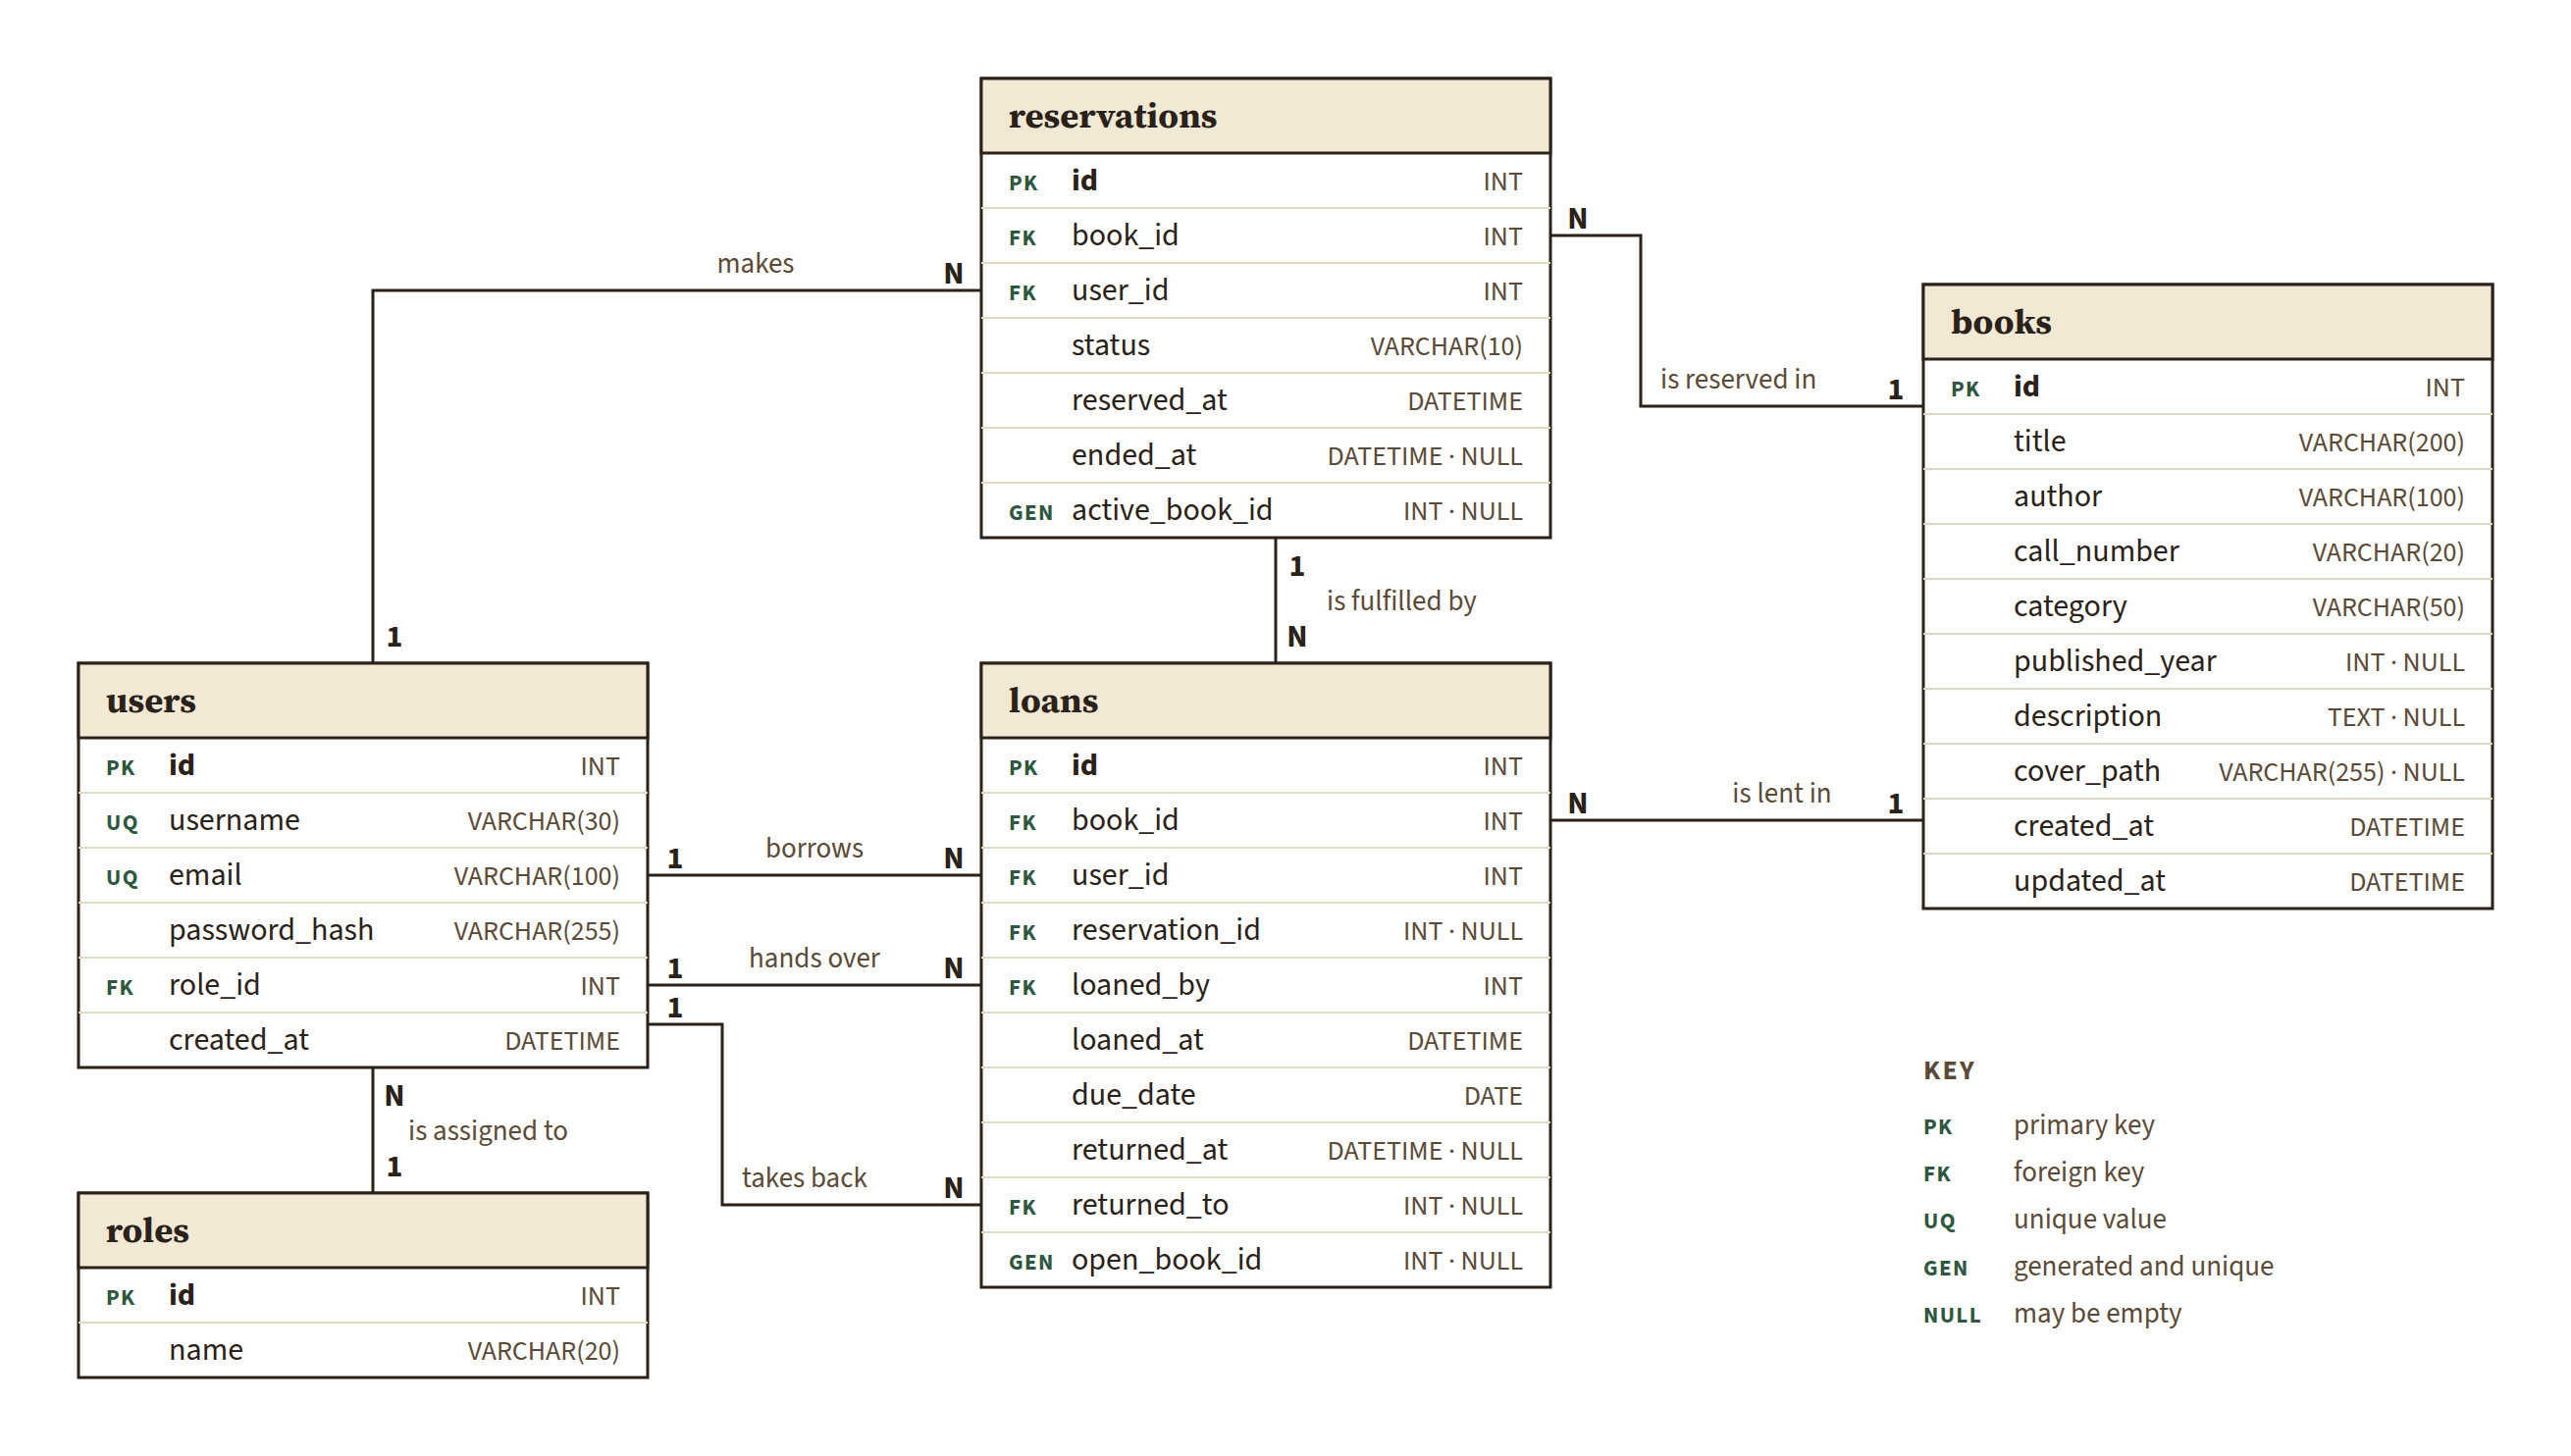 reservations
PK id INT
FK book_id INT
FK user_id INT
status VARCHAR(10)
reserved_at DATETIME
ended_at DATETIME · NULL
GEN active_book_id INT · NULL
makes
N
1
N
is reserved in
1
books
PK id INT
title VARCHAR(200)
author VARCHAR(100)
call_number VARCHAR(20)
category VARCHAR(50)
published_year INT · NULL
description TEXT · NULL
cover_path VARCHAR(255) · NULL
created_at DATETIME
updated_at DATETIME
1
is fulfilled by
N
users
PK id INT
UQ username VARCHAR(30)
UQ email VARCHAR(100)
password_hash VARCHAR(255)
FK role_id INT
created_at DATETIME
1 borrows N
1 hands over N
1
takes back N
loans
PK id INT
FK book_id INT
FK user_id INT
FK reservation_id INT · NULL
FK loaned_by INT
loaned_at DATETIME
due_date DATE
returned_at DATETIME · NULL
FK returned_to INT · NULL
GEN open_book_id INT · NULL
N is lent in 1
N
is assigned to
1
roles
PK id INT
name VARCHAR(20)
KEY
PK primary key
FK foreign key
UQ unique value
GEN generated and unique
NULL may be empty